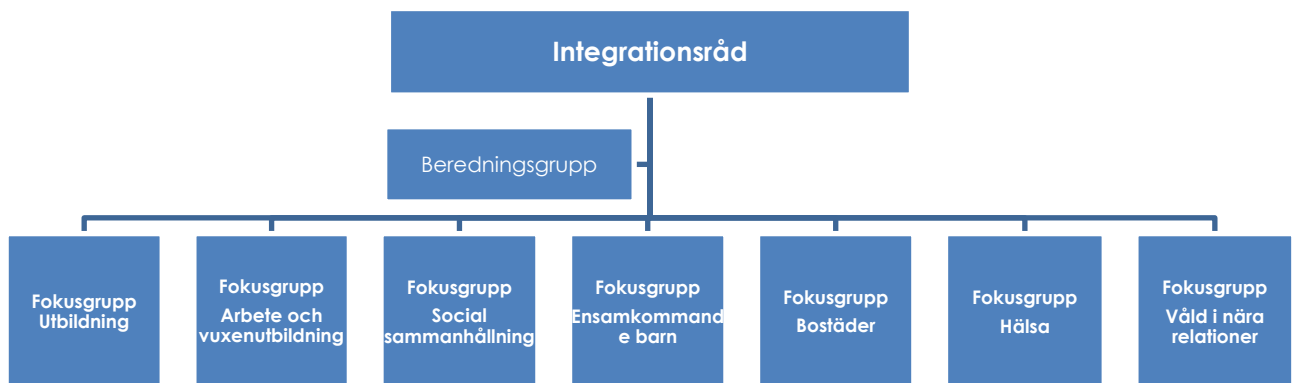 Integrationsråd
Beredningsgrupp
Fokusgrupp
Utbildning
Fokusgrupp
Arbete och
vuxenutbildning
Fokusgrupp
Social
sammanhållning
Fokusgrupp
Ensamkommand
e barn
Fokusgrupp
Bostäder
Fokusgrupp
Hälsa
Fokusgrupp
Våld i nära
relationer